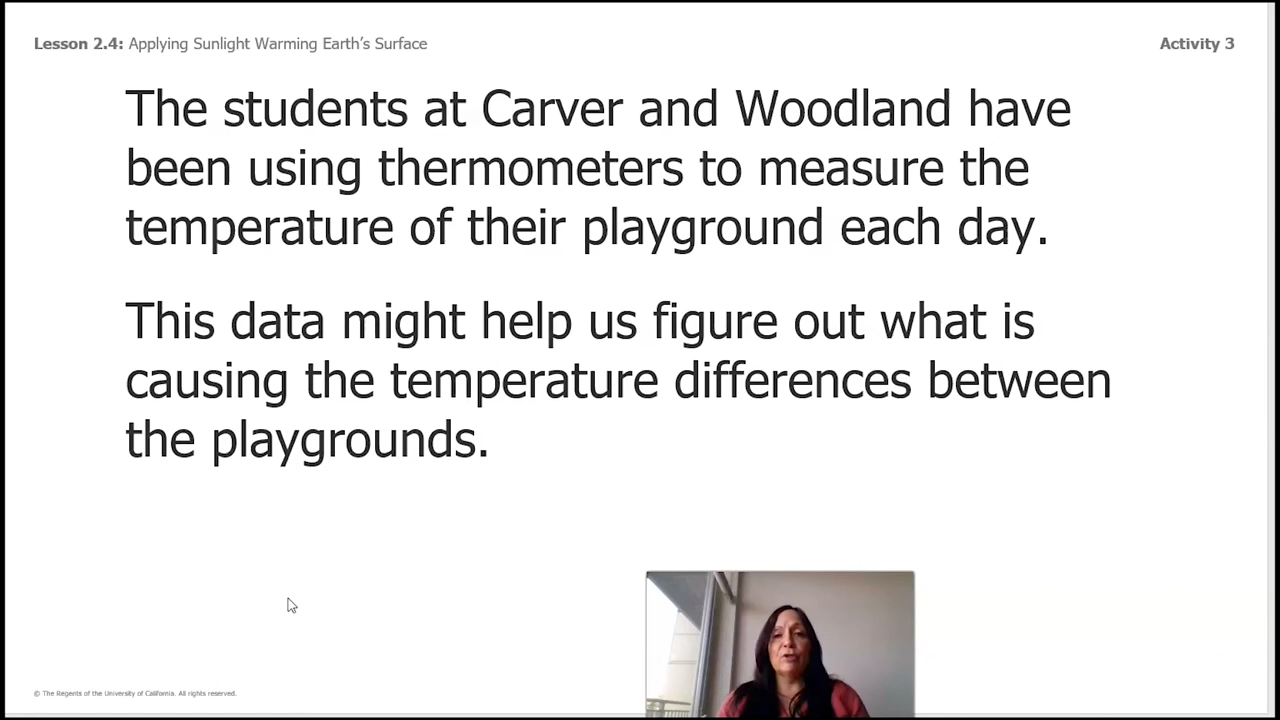 Lesson 2.4: Applying Sunlight Warming Earth's Surface
Activity 3
The students at Carver and Woodland have
been using thermometers to measure the
temperature of their playground each day.
This data might help us figure out what is
causing the temperature differences between
the playgrounds.
© The Regents of the University of California. All rights reserved.